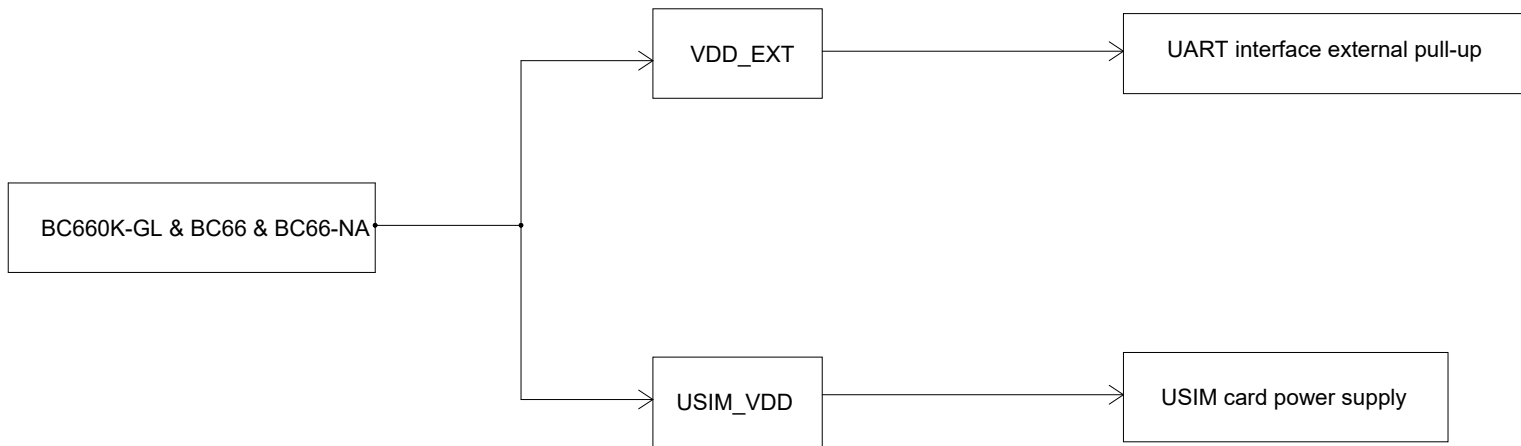 VDD_EXT
UART interface external pull-up
BC660K-GL & BC66 & BC66-NA
USIM_VDD
USIM card power supply